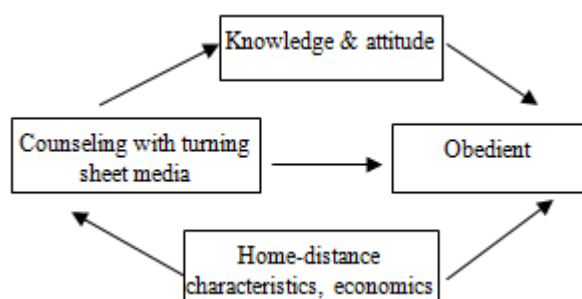 Knowledge & attitude
Counseling with turning
sheet media
Obedient
Home-distance
characteristics, economics